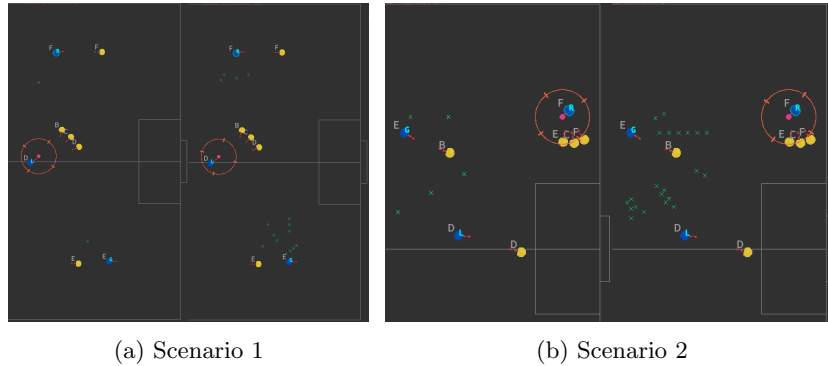 F R F F R F
B B
D D
D L D L
E E G E E G
F R F R
E G E G
E C F E C F
B B
D L D L
D D
(a) Scenario 1 (b) Scenario 2